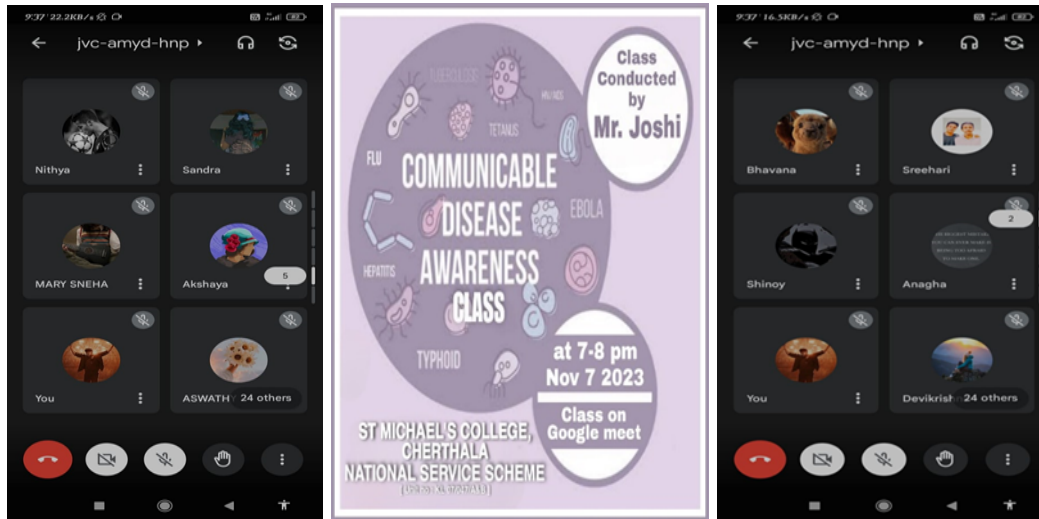 9:37 22.2KB/s
jvc-amyd-hnp
Nithya
Sandra
MARY SNEHA
Akshaya
5
You
ASWATH
24 others
TUBERCULOSIS
HIV/AIDS
TETANUS
FLU
COMMUNICABLE
DISEASE
EBOLA
HEPATITIS
AWARENESS
CLASS
TYPHOID
Class
Conducted
by
Mr. Joshi
at 7-8 pm
Nov 7 2023
Class on
Google meet
ST MICHAEL S COLLEGE,
CHERTHALA
NATIONAL SERVICE SCHEME
9:37 16.5KB/s
jvc-amyd-hnp
Bhavana
Sreehari
Shinoy
2
Anagha
You
Devikrish
24 others